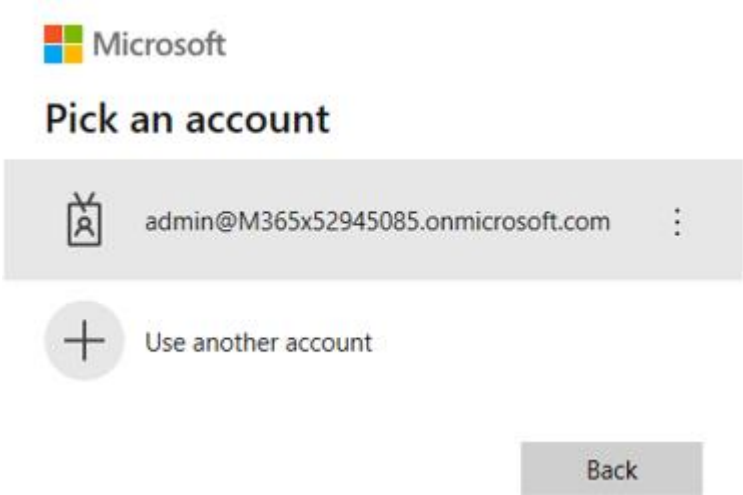 Microsoft
Pick an account
admin@M365x52945085.onmicrosoft.com
Use another account
Back